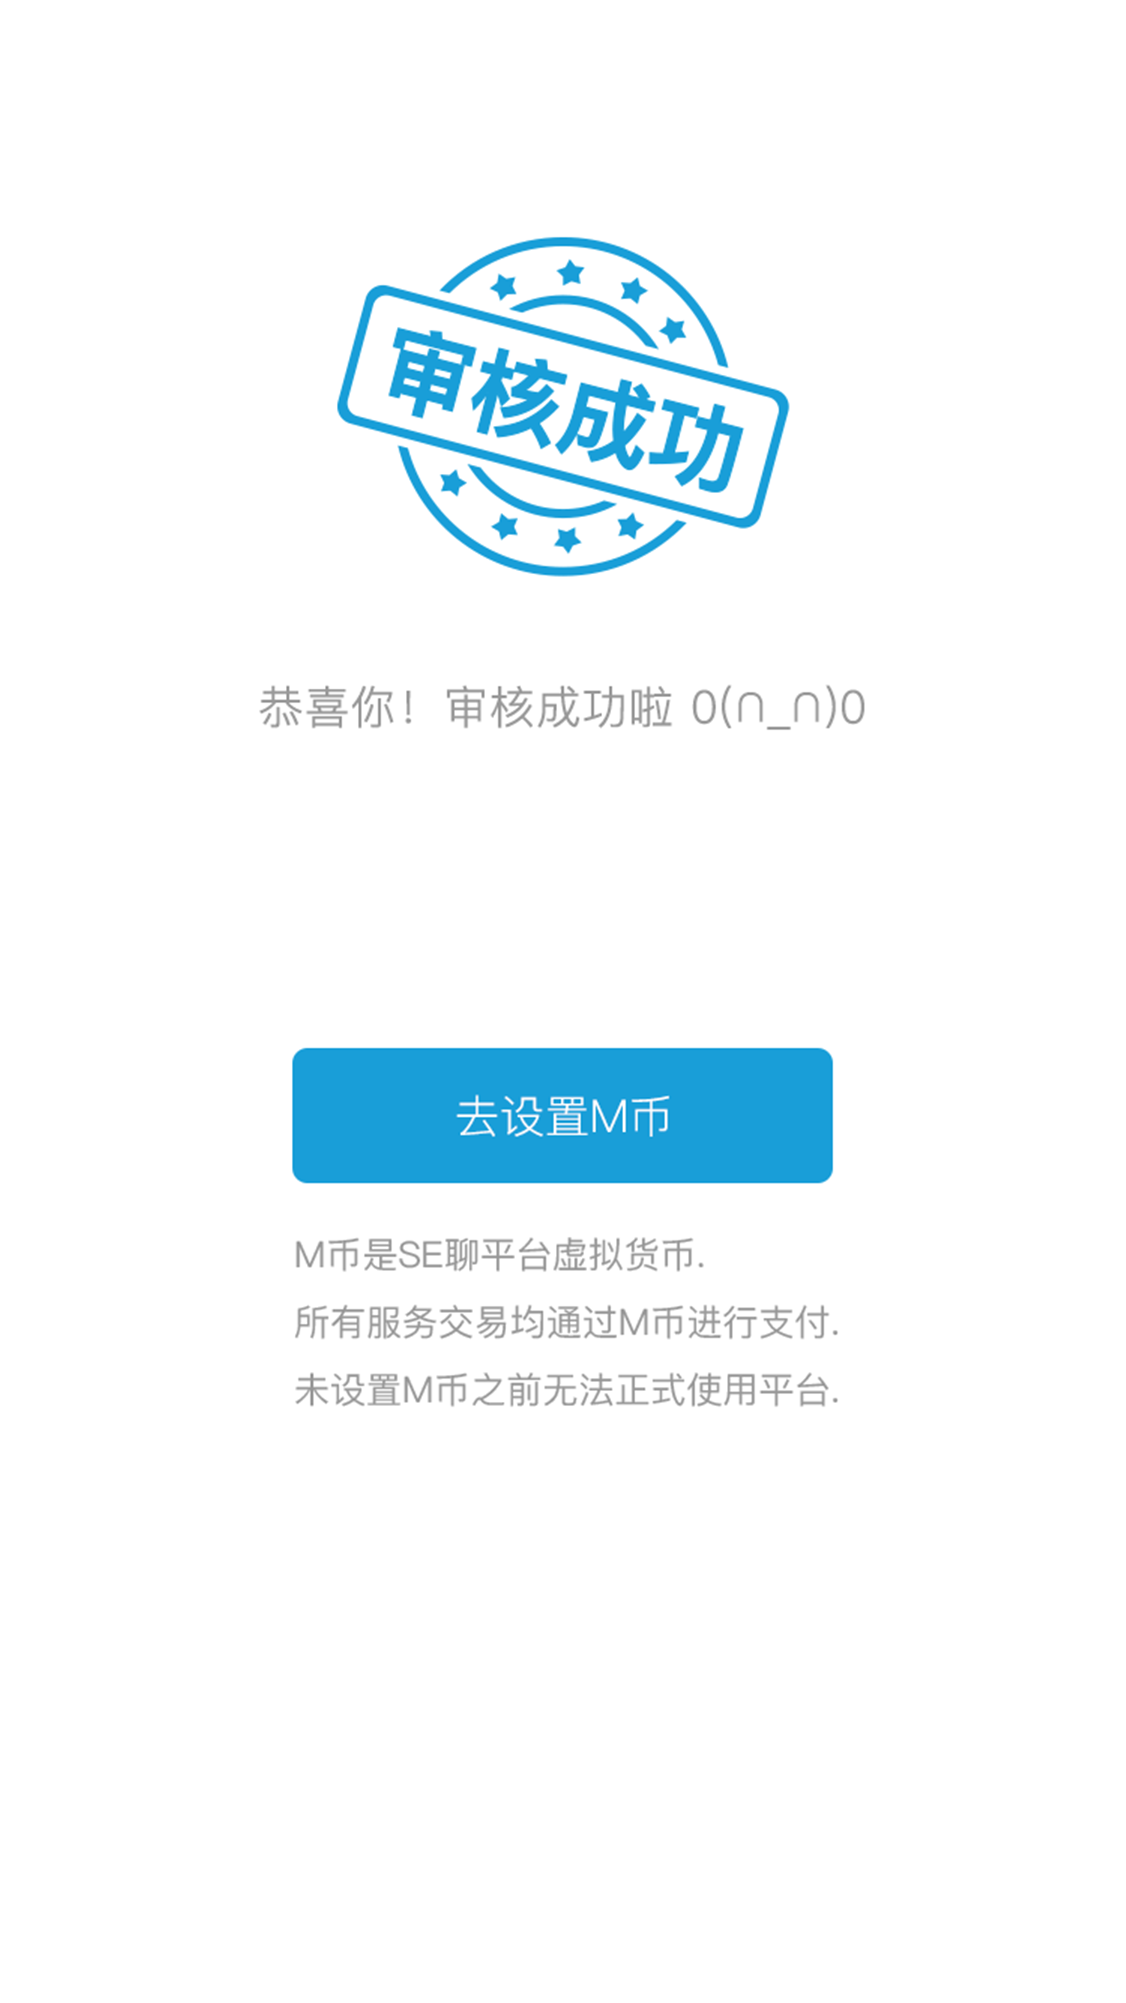 审核成功
恭喜你！审核成功啦 0(∩_∩)0
去设置M币
M币是SE聊平台虚拟货币.
所有服务交易均通过M币进行支付.
未设置M币之前无法正式使用平台.